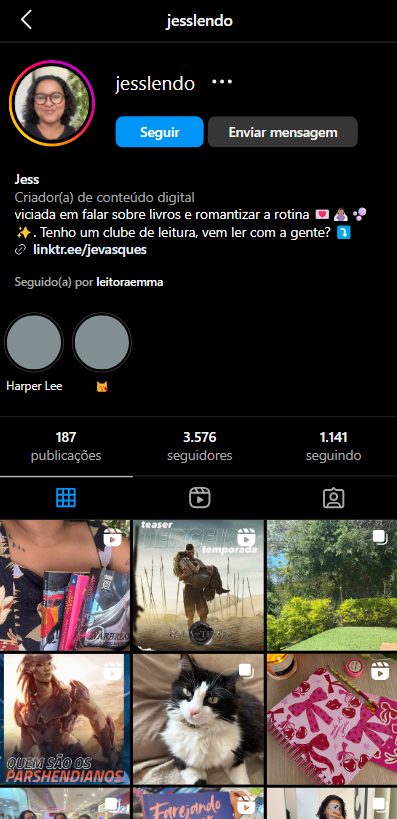 jesslendo
jesslendo
Seguir
Enviar mensagem
Jess
Criador(a) de conteúdo digital
viciada em falar sobre livros e romantizar a rotina 💌 🙇🏽‍♀️ 🫧
✨. Tenho um clube de leitura, vem ler com a gente? ⤵️
linktr.ee/jevasques
Seguido(a) por leitoraemma
Harper Lee
😽
187
3.576
1.141
publicações
seguidores
seguindo
teaser
TERCEIRA
temporada
WARBREAKER
QUEM SÃO OS
PARSHENDIANOS
Farejando